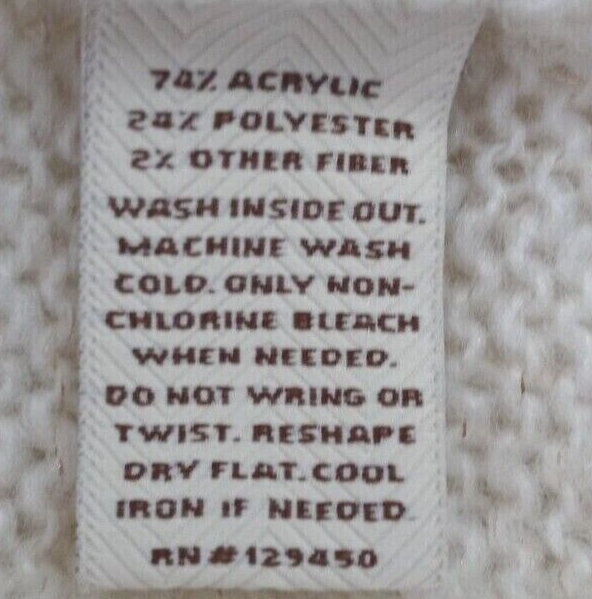 74% ACRYLIC
24% POLYESTER
2% OTHER FIBER
WASH INSIDE OUT.
MACHINE WASH
COLD. ONLY NON-
CHLORINE BLEACH
WHEN NEEDED.
DO NOT WRING OR
TWIST. RESHAPE
DRY FLAT. COOL
IRON IF NEEDED.
RN#129450